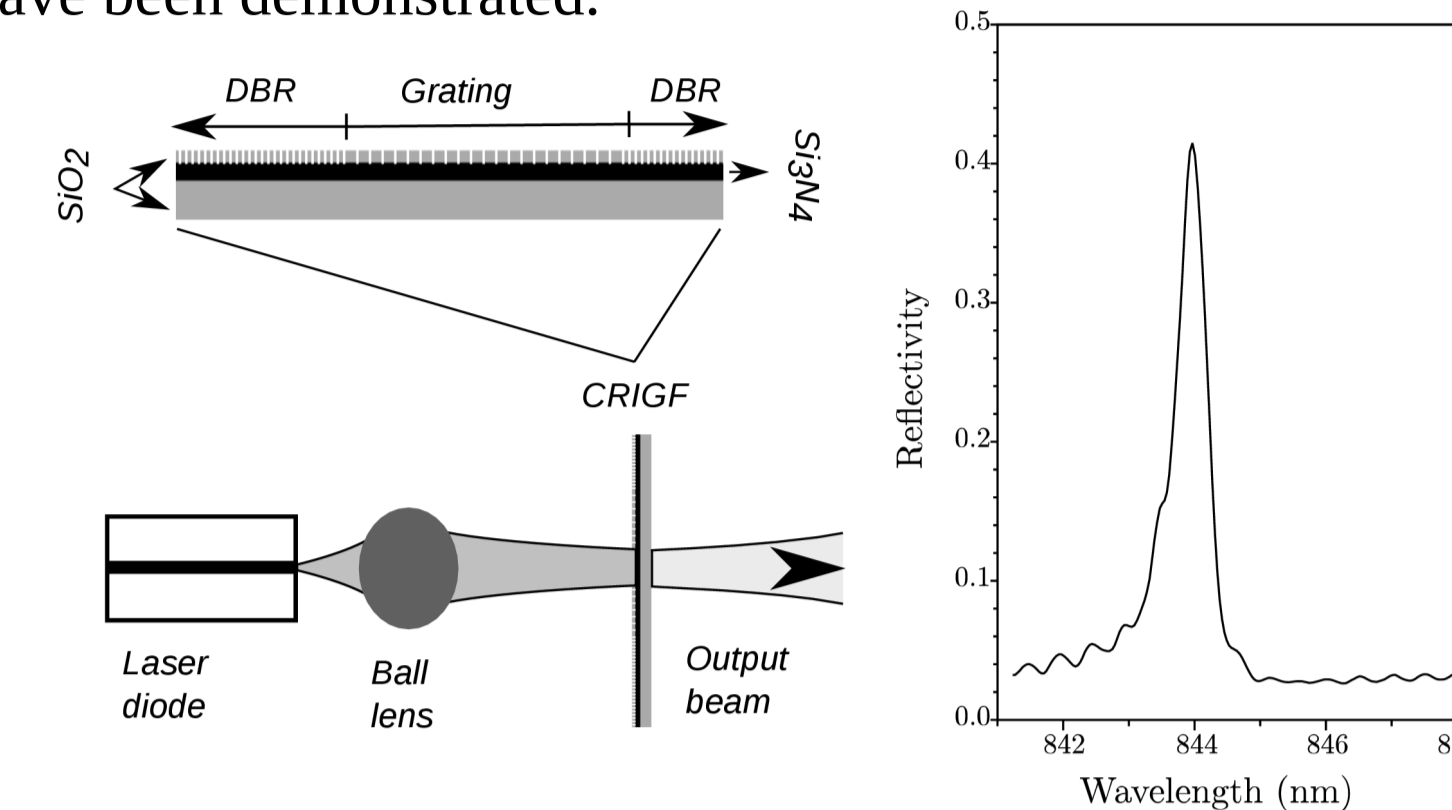 ave been demonstrated.
DBR
Grating
DBR
SiO2
Si3N4
CRIGF
Laser
diode
Ball
lens
Output
beam
0.5
0.4
0.3
0.2
0.1
0.0
Reflectivity
842
844
846
8
Wavelength (nm)